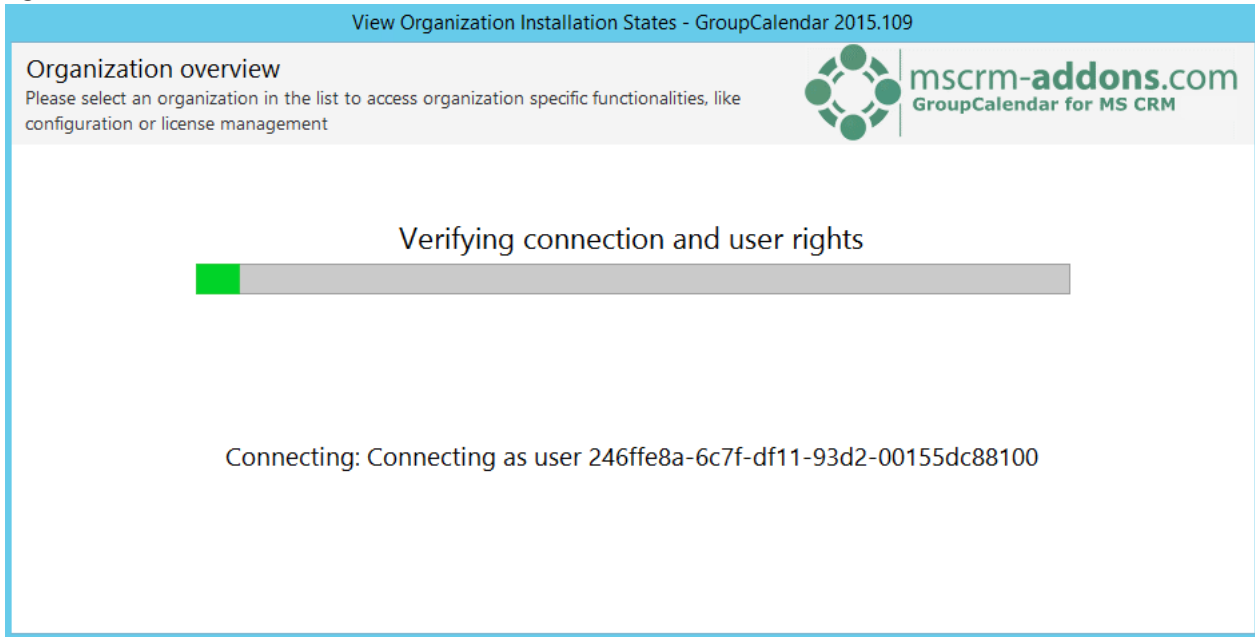 View Organization Installation States - GroupCalendar 2015.109
Organization overview
Please select an organization in the list to access organization specific functionalities, like
configuration or license management
mscrm-addons.com
GroupCalendar for MS CRM
Verifying connection and user rights
Connecting: Connecting as user 246ffe8a-6c7f-df11-93d2-00155dc88100